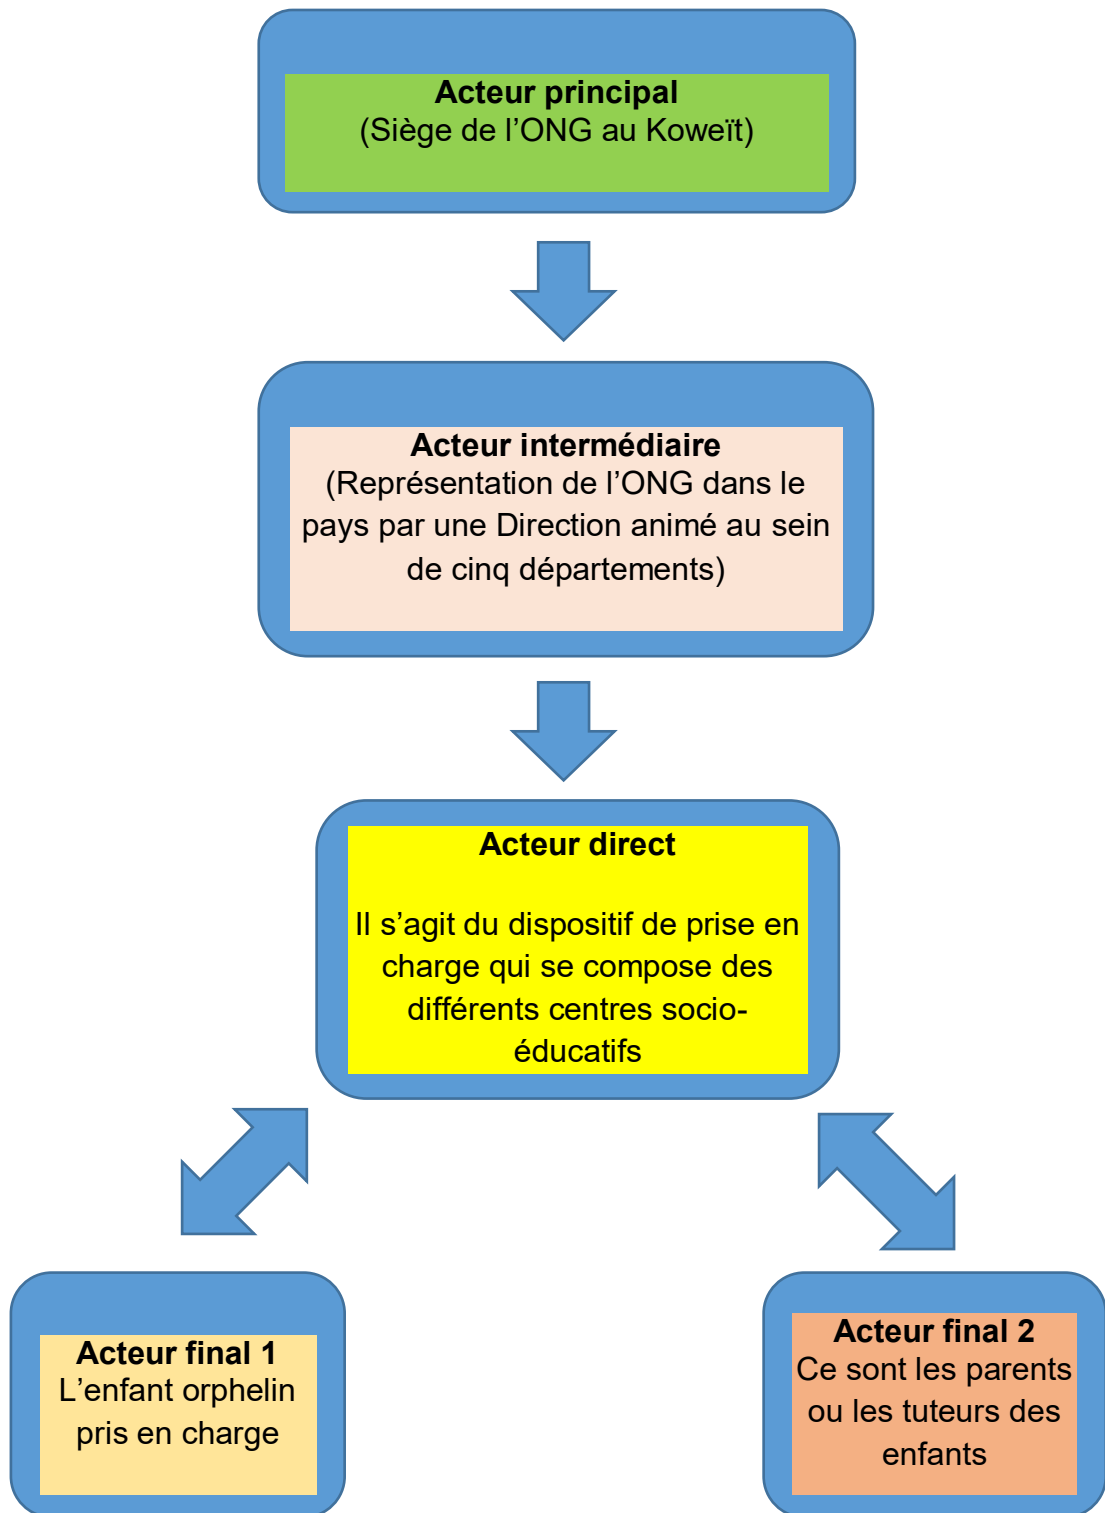 Acteur principal
(Siège de l’ONG au Koweït)
Acteur intermédiaire
(Représentation de l’ONG dans le
pays par une Direction animé au sein
de cinq départements)
Acteur direct
Il s’agit du dispositif de prise en
charge qui se compose des
différents centres socio-
éducatifs
Acteur final 1
L’enfant orphelin
pris en charge
Acteur final 2
Ce sont les parents
ou les tuteurs des
enfants